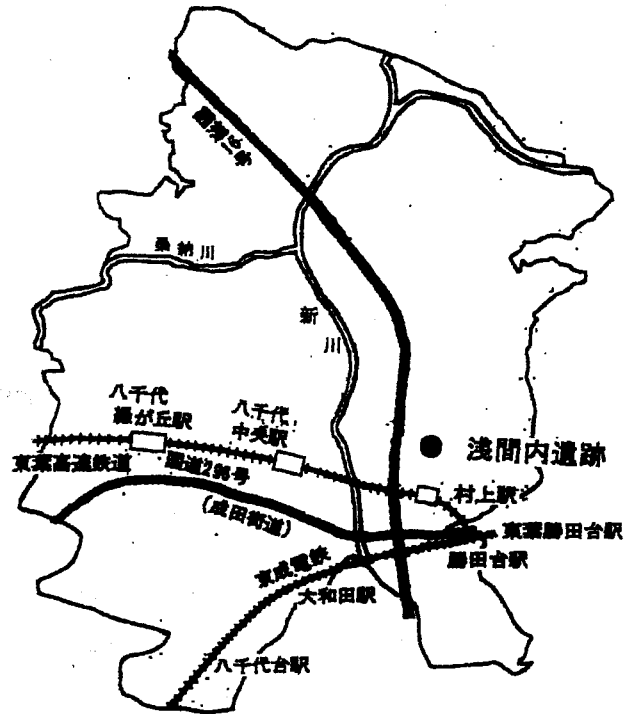 国道16号
桑納川
新
川
八千代
緑が丘駅
八千代
中央駅
浅間内遺跡
東葉高速鉄道
国道296号
(成田街道)
村上駅
東葉勝田台駅
勝田台駅
京成電鉄
大和田駅
八千代台駅